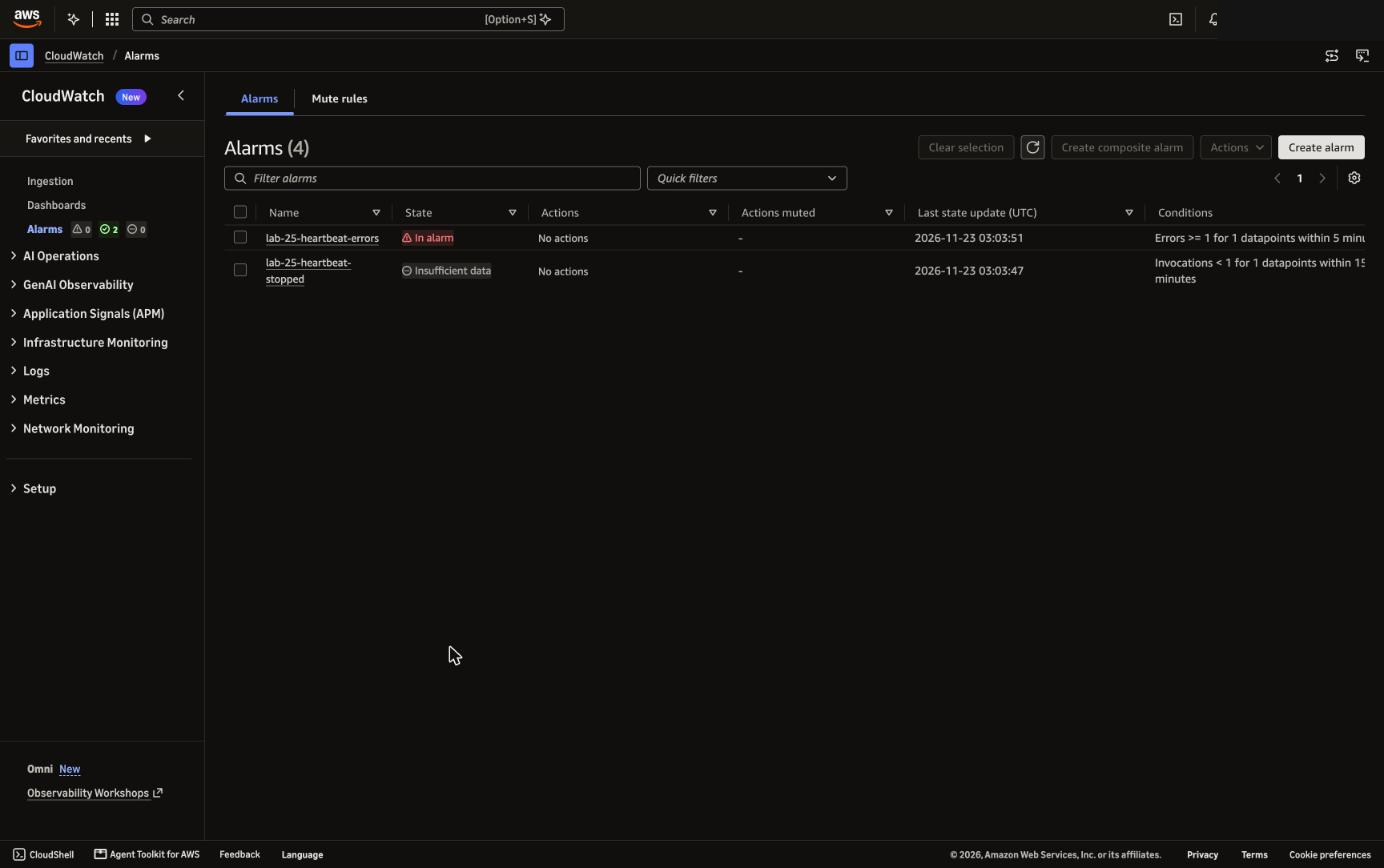 aws
Search [Option+S]
CloudWatch / Alarms
CloudWatch New
Favorites and recents
Ingestion
Dashboards
Alarms 0 2 0
AI Operations
GenAI Observability
Application Signals (APM)
Infrastructure Monitoring
Logs
Metrics
Network Monitoring
Setup
Omni New
Observability Workshops
Alarms Mute rules
Alarms (4) Clear selection Create composite alarm Actions Create alarm
Filter alarms Quick filters 1
Name State Actions Actions muted Last state update (UTC) Conditions
lab-25-heartbeat-errors In alarm No actions - 2026-11-23 03:03:51 Errors >= 1 for 1 datapoints within 5 minu
lab-25-heartbeat- Insufficient data No actions - 2026-11-23 03:03:47 Invocations < 1 for 1 datapoints within 15
stopped minutes
CloudShell Agent Toolkit for AWS Feedback Language © 2026, Amazon Web Services, Inc. or its affiliates. Privacy Terms Cookie preferences